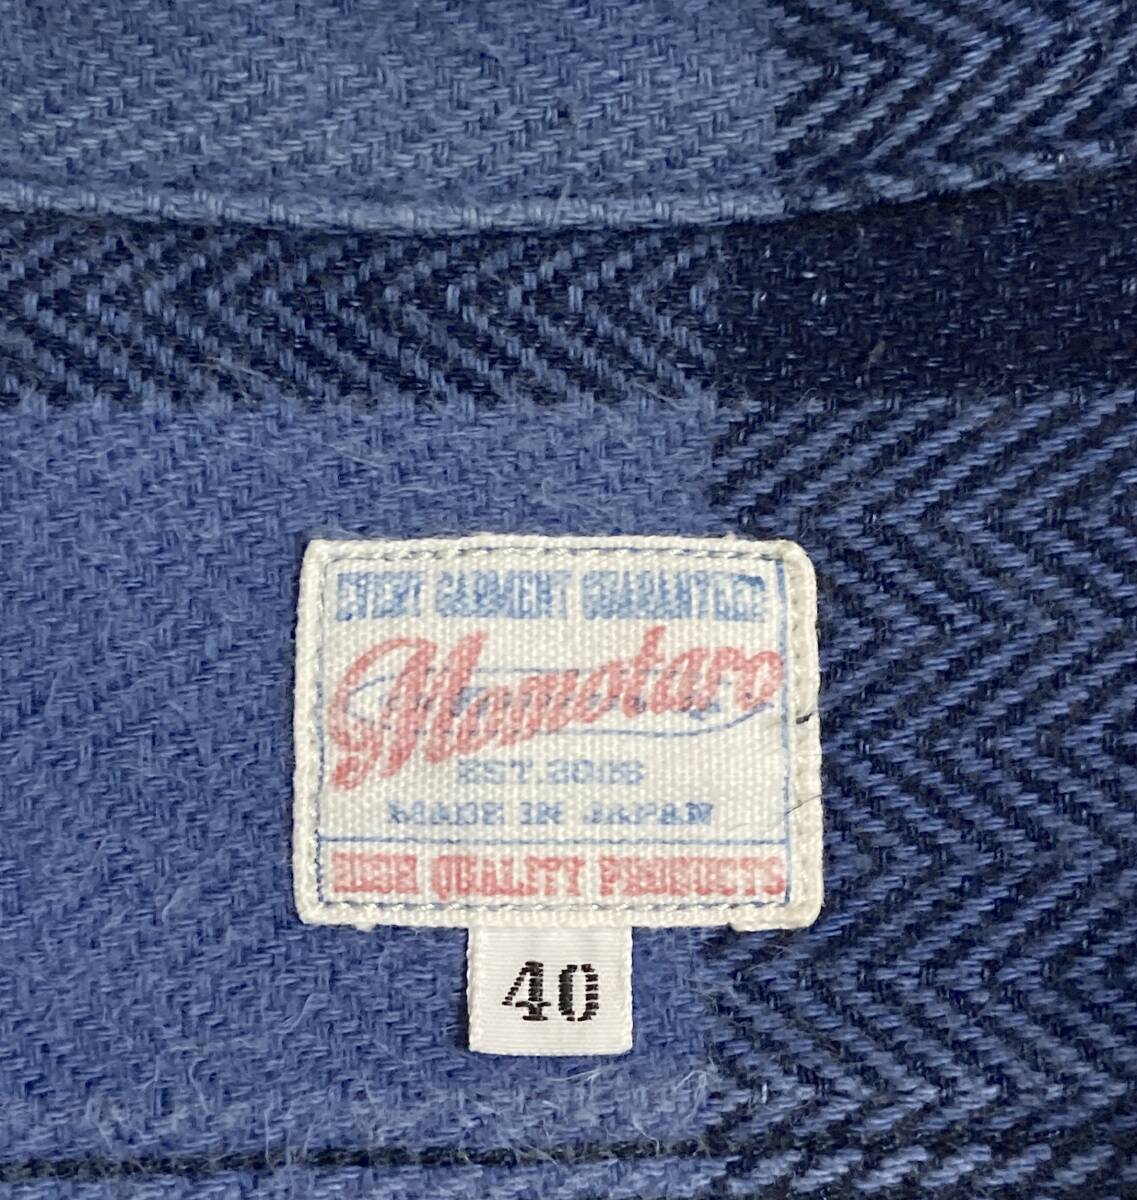 EVERY GARMENT GUARANTEED
Momotaro
EST.2006
MADE IN JAPAN
HIGH QUALITY PRODUCTS
40